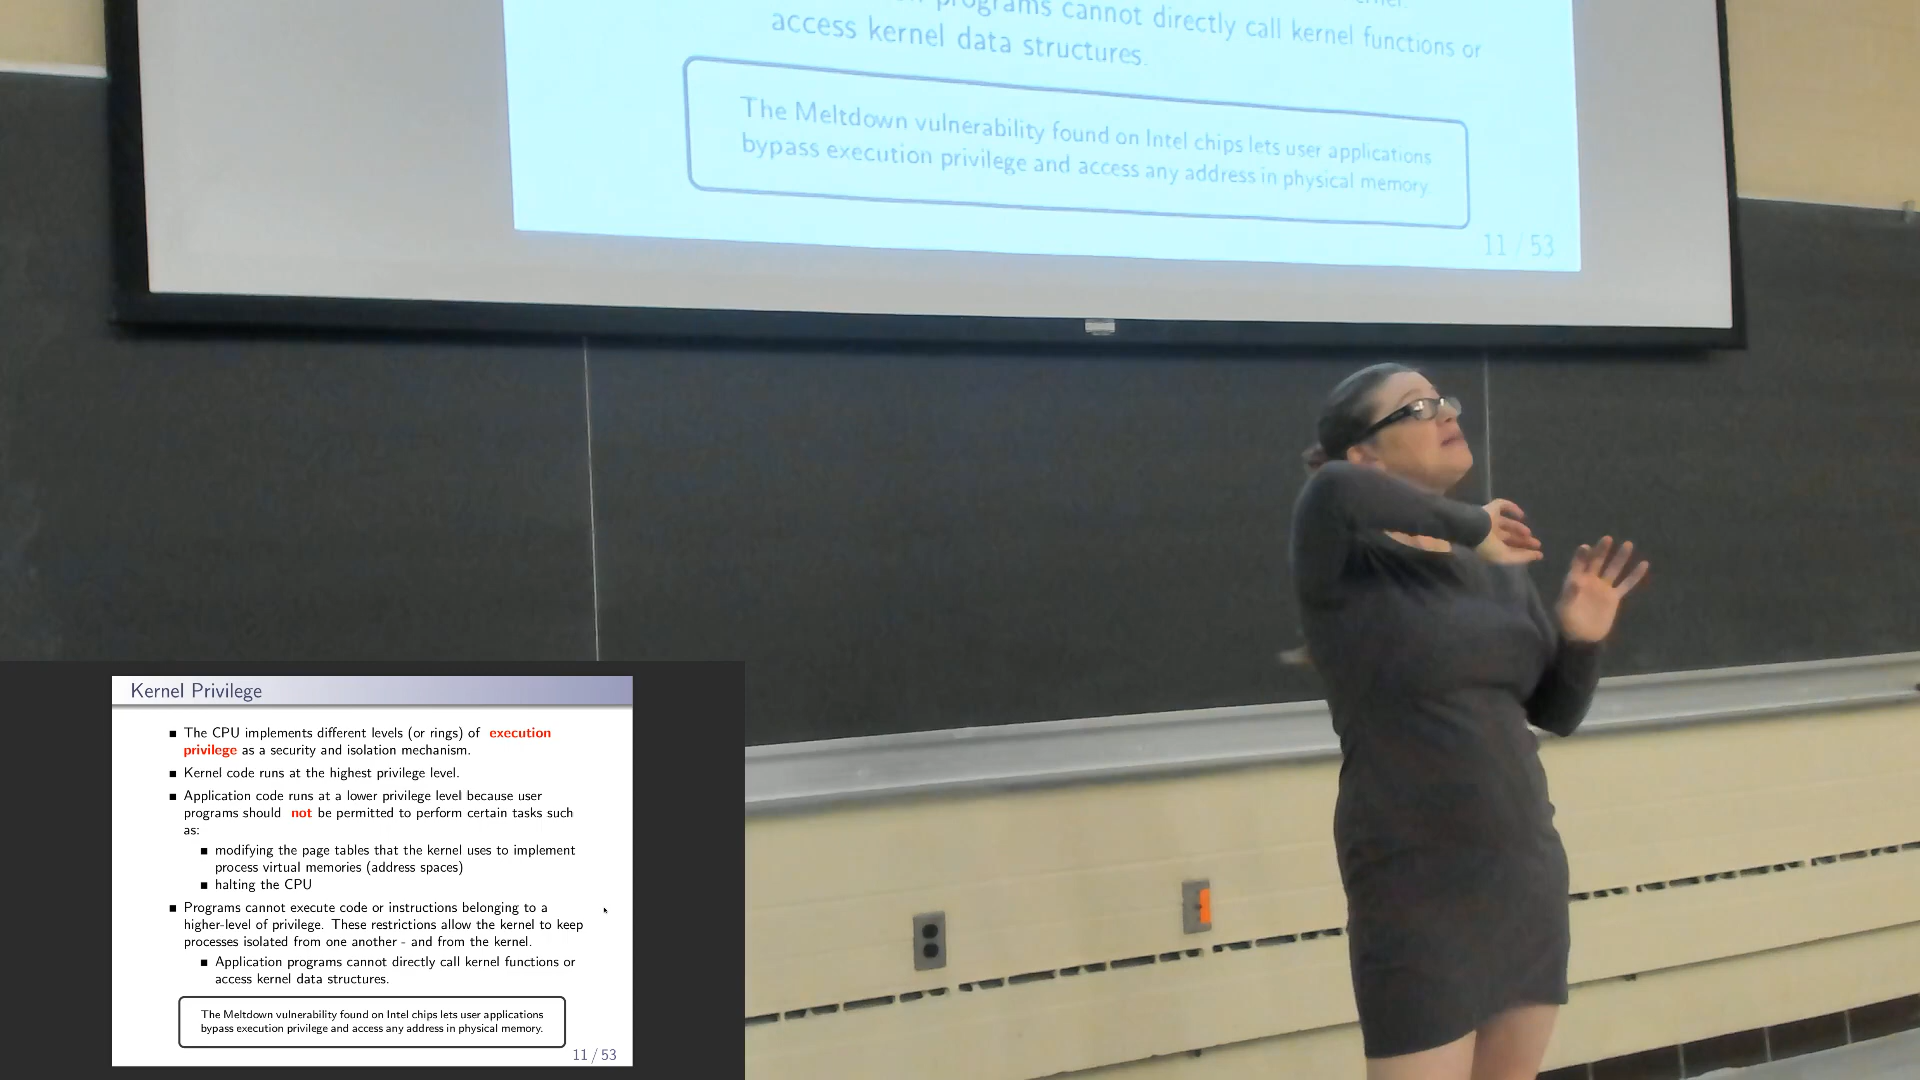 programs cannot directly call kernel functions or
access kernel data structures.
The Meltdown vulnerability found on Intel chips lets user applications
bypass execution privilege and access any address in physical memory.
11 / 53
Kernel Privilege
■ The CPU implements different levels (or rings) of execution
privilege as a security and isolation mechanism.
■ Kernel code runs at the highest privilege level.
■ Application code runs at a lower privilege level because user
programs should not be permitted to perform certain tasks such
as:
■ modifying the page tables that the kernel uses to implement
process virtual memories (address spaces)
■ halting the CPU
■ Programs cannot execute code or instructions belonging to a
higher-level of privilege. These restrictions allow the kernel to keep
processes isolated from one another - and from the kernel.
■ Application programs cannot directly call kernel functions or
access kernel data structures.
The Meltdown vulnerability found on Intel chips lets user applications
bypass execution privilege and access any address in physical memory.
11 / 53